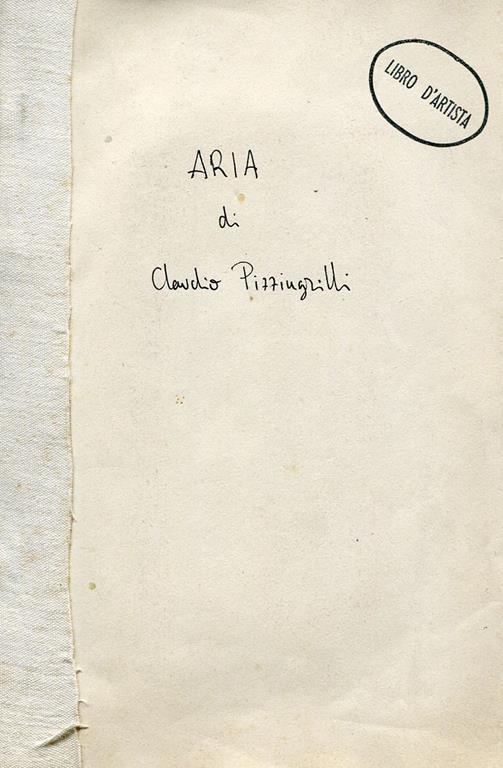 LIBRO D'ARTISTA
ARIA
di
Claudio Pizzingrilli